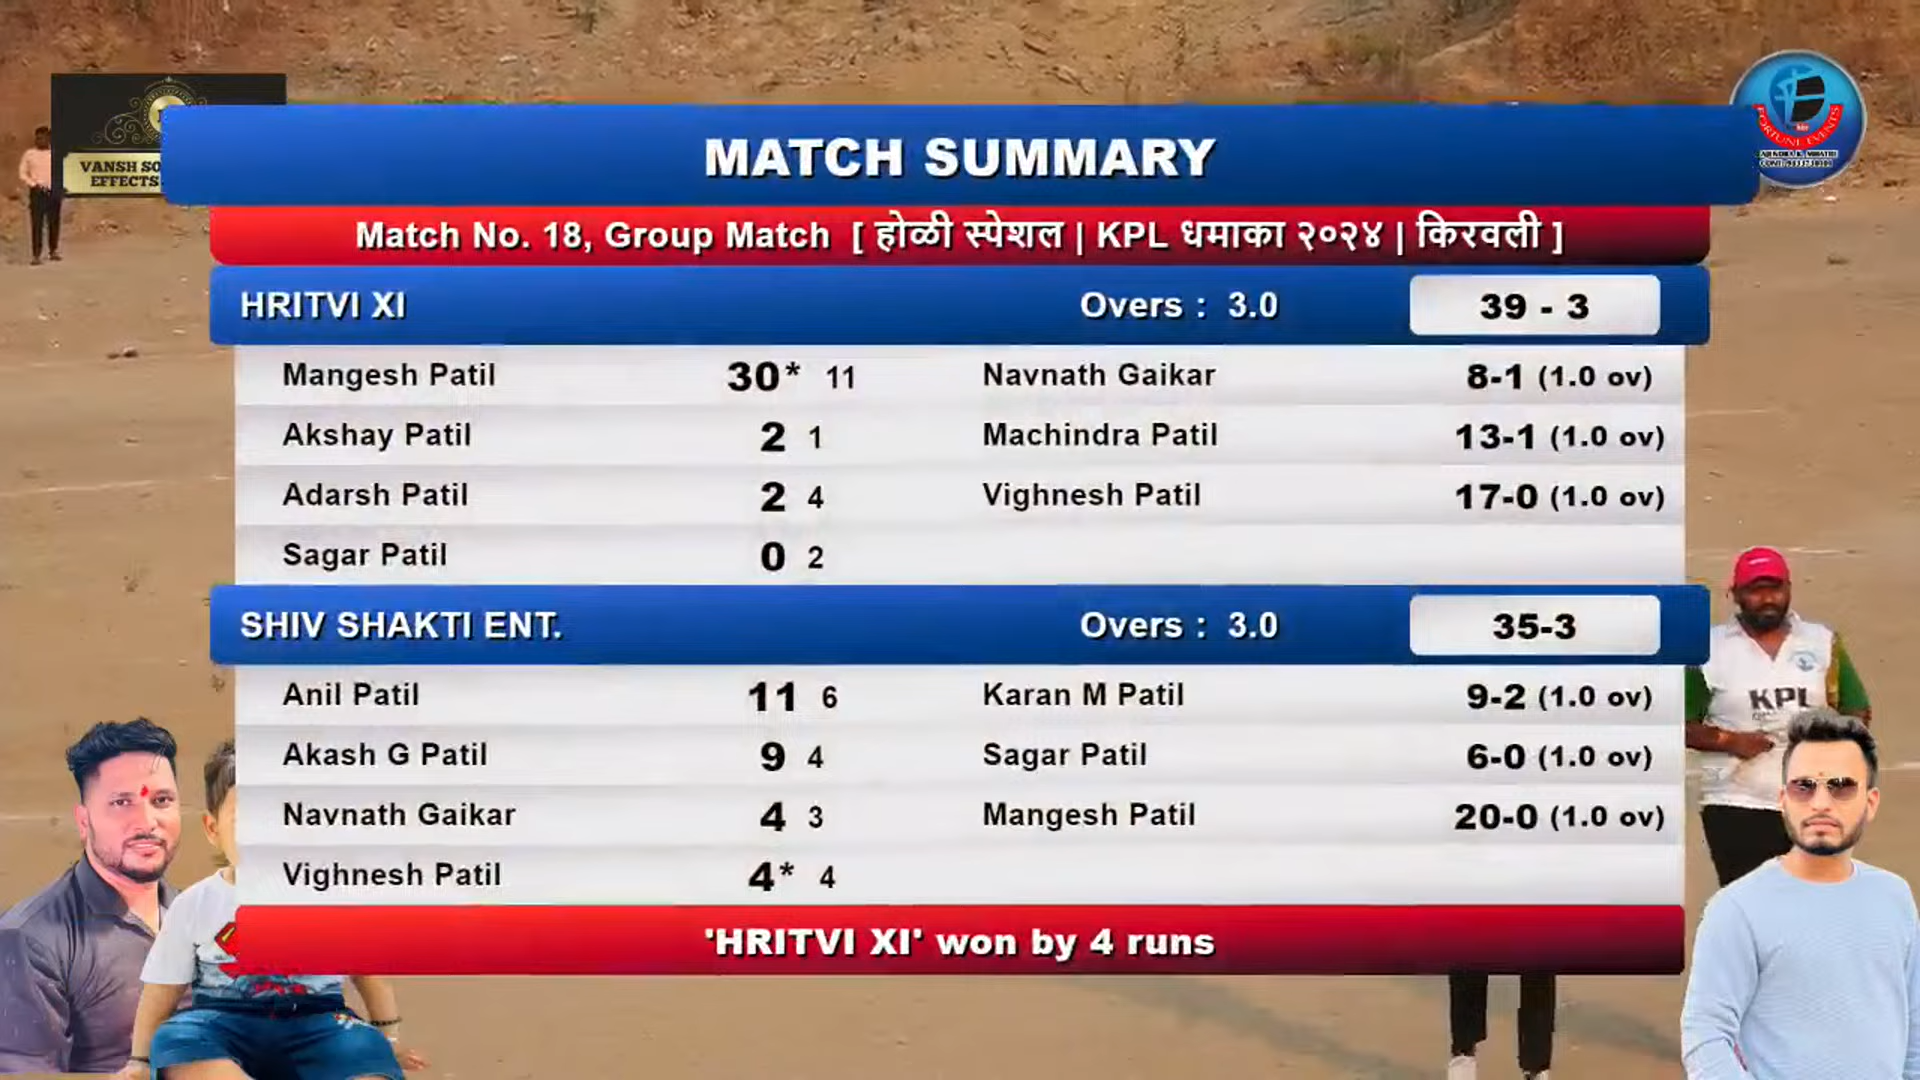 VANSH SO
EFFECTS
MATCH SUMMARY
FORTUNE EVENTS
Match No. 18, Group Match [ होळी स्पेशल | KPL धमाका २०२४ | किरवली ]
HRITVI XI Overs : 3.0 39 - 3
Mangesh Patil 30* 11 Navnath Gaikar 8-1 (1.0 ov)
Akshay Patil 2 1 Machindra Patil 13-1 (1.0 ov)
Adarsh Patil 2 4 Vighnesh Patil 17-0 (1.0 ov)
Sagar Patil 0 2
SHIV SHAKTI ENT. Overs : 3.0 35-3
Anil Patil 11 6 Karan M Patil 9-2 (1.0 ov)
Akash G Patil 9 4 Sagar Patil 6-0 (1.0 ov)
Navnath Gaikar 4 3 Mangesh Patil 20-0 (1.0 ov)
Vighnesh Patil 4* 4
KPL
'HRITVI XI' won by 4 runs